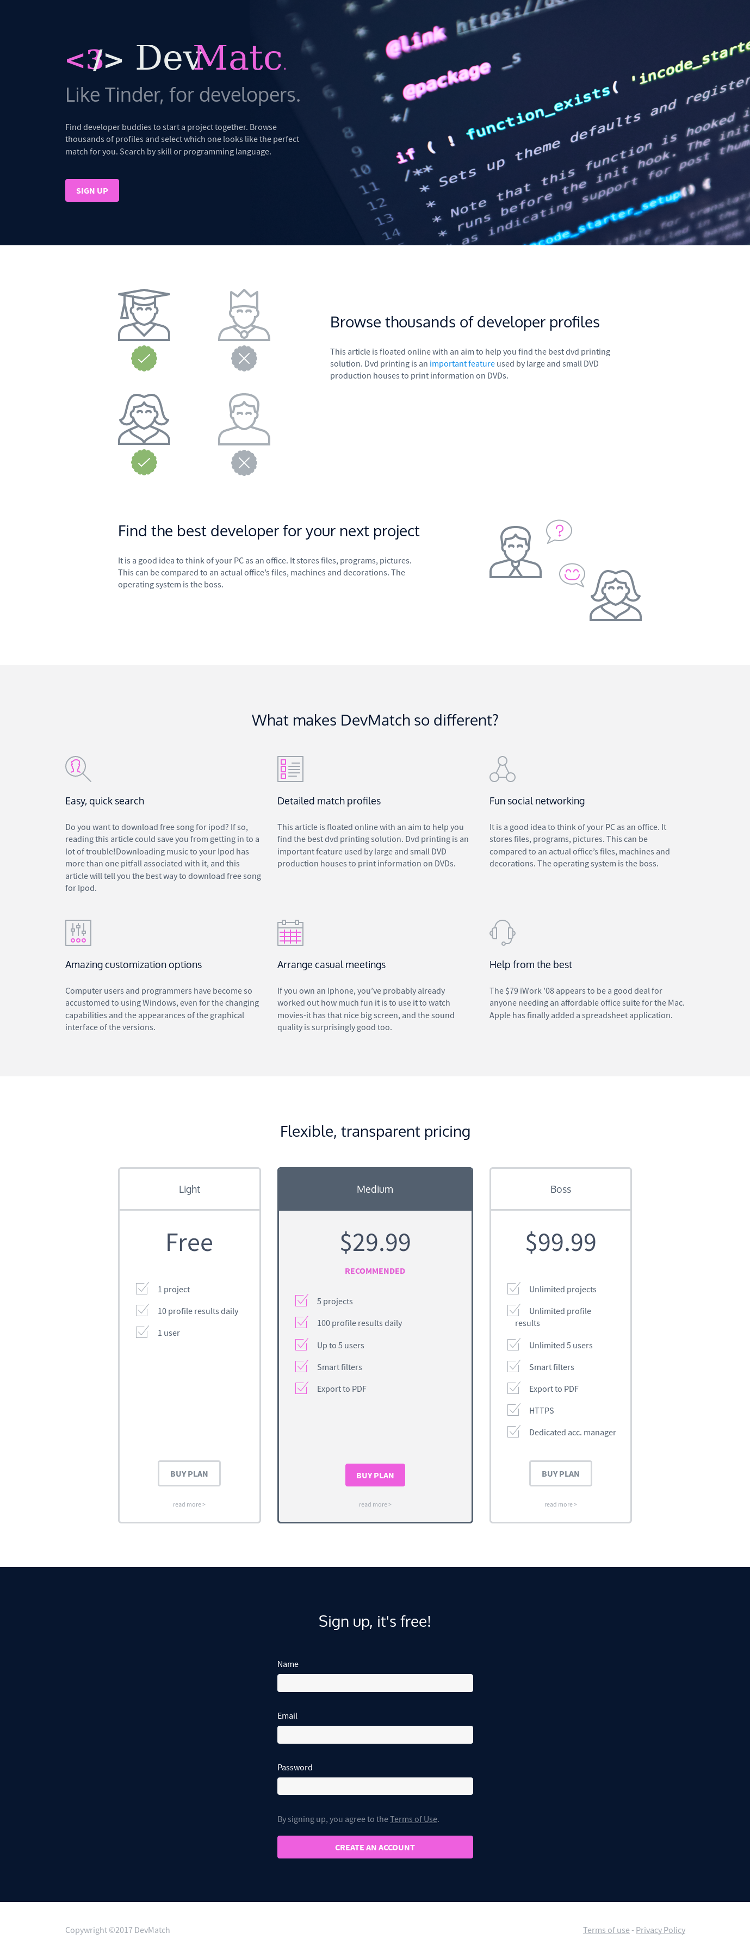 <3/> DevMatc
Like Tinder, for developers.
Find developer buddies to start a project together. Browse
thousands of profiles and select which one looks like the perfect
match for you. Search by skill or programming language.
SIGN UP
* @link https://
* @package _s
*/
if ( ! function_exists( 'incode_starte
/**
* Sets up theme defaults and register
*
* Note that this function is hooked i
* runs before the init hook. The init
* as indicating support for post thum
7
8
9
10
11
12
13
14
Browse thousands of developer profiles
This article is floated online with an aim to help you find the best dvd printing
solution. Dvd printing is an important feature used by large and small DVD
production houses to print information on DVDs.
Find the best developer for your next project
It is a good idea to think of your PC as an office. It stores files, programs, pictures.
This can be compared to an actual office's files, machines and decorations. The
operating system is the boss.
?
What makes DevMatch so different?
Easy, quick search
Do you want to download free song for ipod? If so,
reading this article could save you from getting in to a
lot of trouble!Downloading music to your Ipod has
more than one pitfall associated with it, and this
article will tell you the best way to download free song
for Ipod.
Detailed match profiles
This article is floated online with an aim to help you
find the best dvd printing solution. Dvd printing is an
important feature used by large and small DVD
production houses to print information on DVDs.
Fun social networking
It is a good idea to think of your PC as an office. It
stores files, programs, pictures. This can be
compared to an actual office's files, machines and
decorations. The operating system is the boss.
Amazing customization options
Computer users and programmers have become so
accustomed to using Windows, even for the changing
capabilities and the appearances of the graphical
interface of the versions.
Arrange casual meetings
If you own an Iphone, you've probably already
worked out how much fun it is to use it to watch
movies-it has that nice big screen, and the sound
quality is surprisingly good too.
Help from the best
The $79 iWork '08 appears to be a good deal for
anyone needing an affordable office suite for the Mac.
Apple has finally added a spreadsheet application.
Flexible, transparent pricing
Light
Free
1 project
10 profile results daily
1 user
BUY PLAN
read more >
Medium
$29.99
RECOMMENDED
5 projects
100 profile results daily
Up to 5 users
Smart filters
Export to PDF
BUY PLAN
read more >
Boss
$99.99
Unlimited projects
Unlimited profile
results
Unlimited 5 users
Smart filters
Export to PDF
HTTPS
Dedicated acc. manager
BUY PLAN
read more >
Sign up, it's free!
Name
Email
Password
By signing up, you agree to the Terms of Use.
CREATE AN ACCOUNT
Copywright ©2017 DevMatch
Terms of use - Privacy Policy